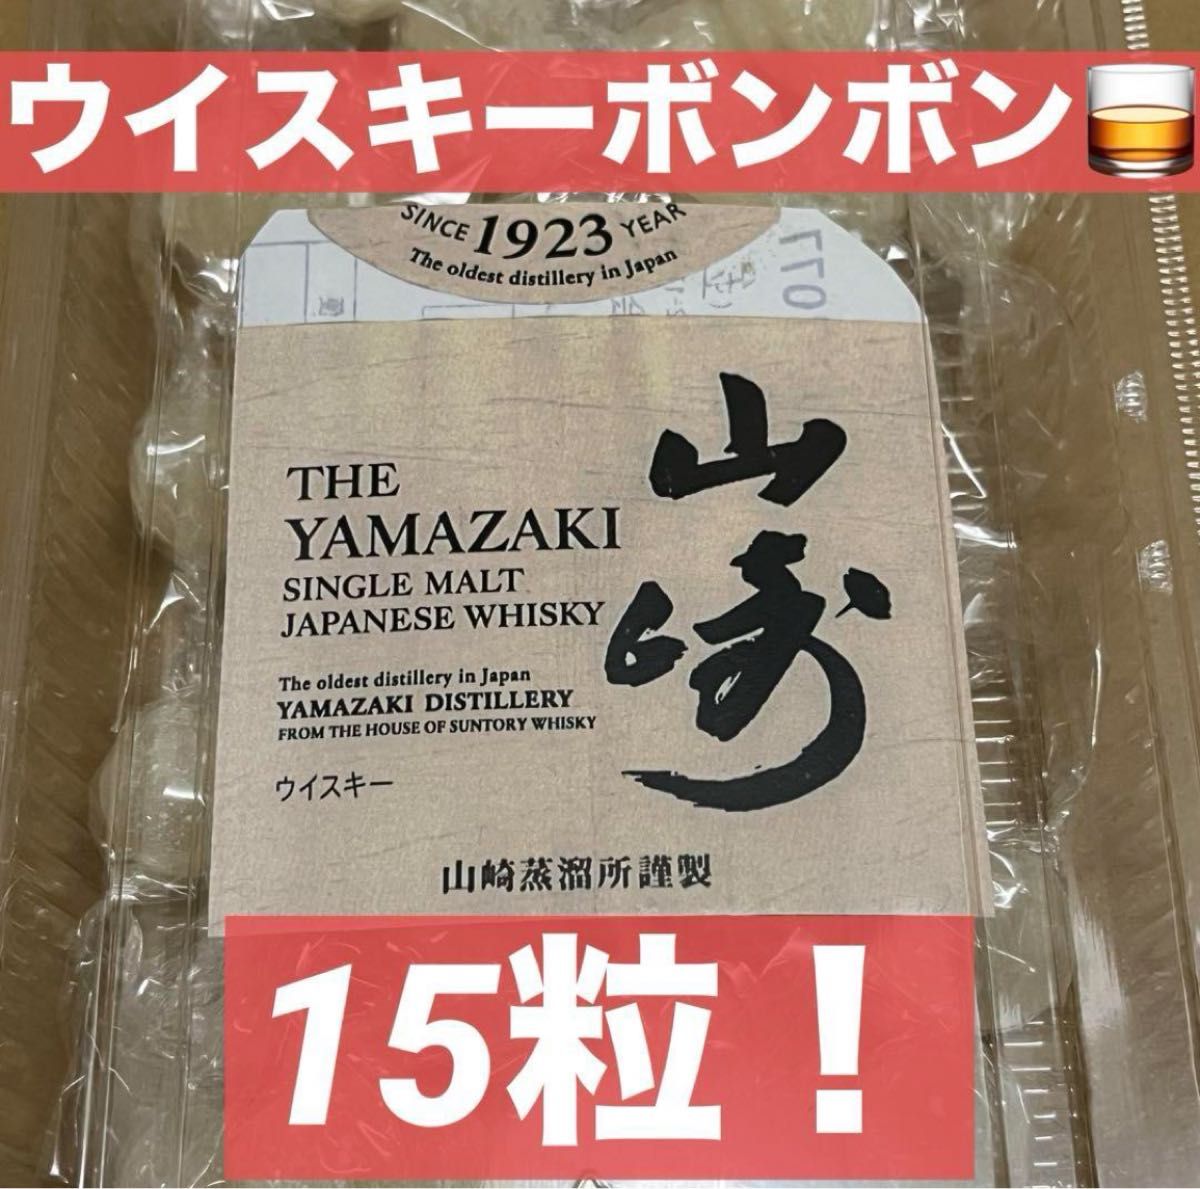 ウイスキーボンボン
SINCE 1923 YEAR
The oldest distillery in Japan
077
山崎
THE
YAMAZAKI
SINGLE MALT
JAPANESE WHISKY
The oldest distillery in Japan
YAMAZAKI DISTILLERY
FROM THE HOUSE OF SUNTORY WHISKY
ウイスキー
山崎蒸溜所謹製
15粒！